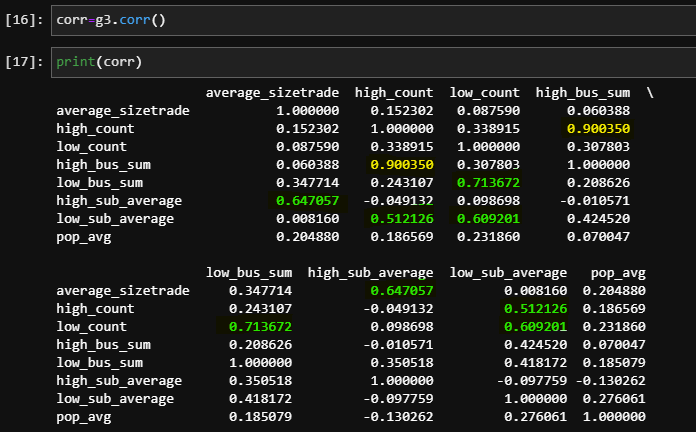 [16]: corr=g3.corr()
[17]: print(corr)
average_sizetrade high_count low_count high_bus_sum \
average_sizetrade 1.000000 0.152302 0.087590 0.060388
high_count 0.152302 1.000000 0.338915 0.900350
low_count 0.087590 0.338915 1.000000 0.307803
high_bus_sum 0.060388 0.900350 0.307803 1.000000
low_bus_sum 0.347714 0.243107 0.713672 0.208626
high_sub_average 0.647057 -0.049132 0.098698 -0.010571
low_sub_average 0.008160 0.512126 0.609201 0.424520
pop_avg 0.204880 0.186569 0.231860 0.070047
low_bus_sum high_sub_average low_sub_average pop_avg
average_sizetrade 0.347714 0.647057 0.008160 0.204880
high_count 0.243107 -0.049132 0.512126 0.186569
low_count 0.713672 0.098698 0.609201 0.231860
high_bus_sum 0.208626 -0.010571 0.424520 0.070047
low_bus_sum 1.000000 0.350518 0.418172 0.185079
high_sub_average 0.350518 1.000000 -0.097759 -0.130262
low_sub_average 0.418172 -0.097759 1.000000 0.276061
pop_avg 0.185079 -0.130262 0.276061 1.000000